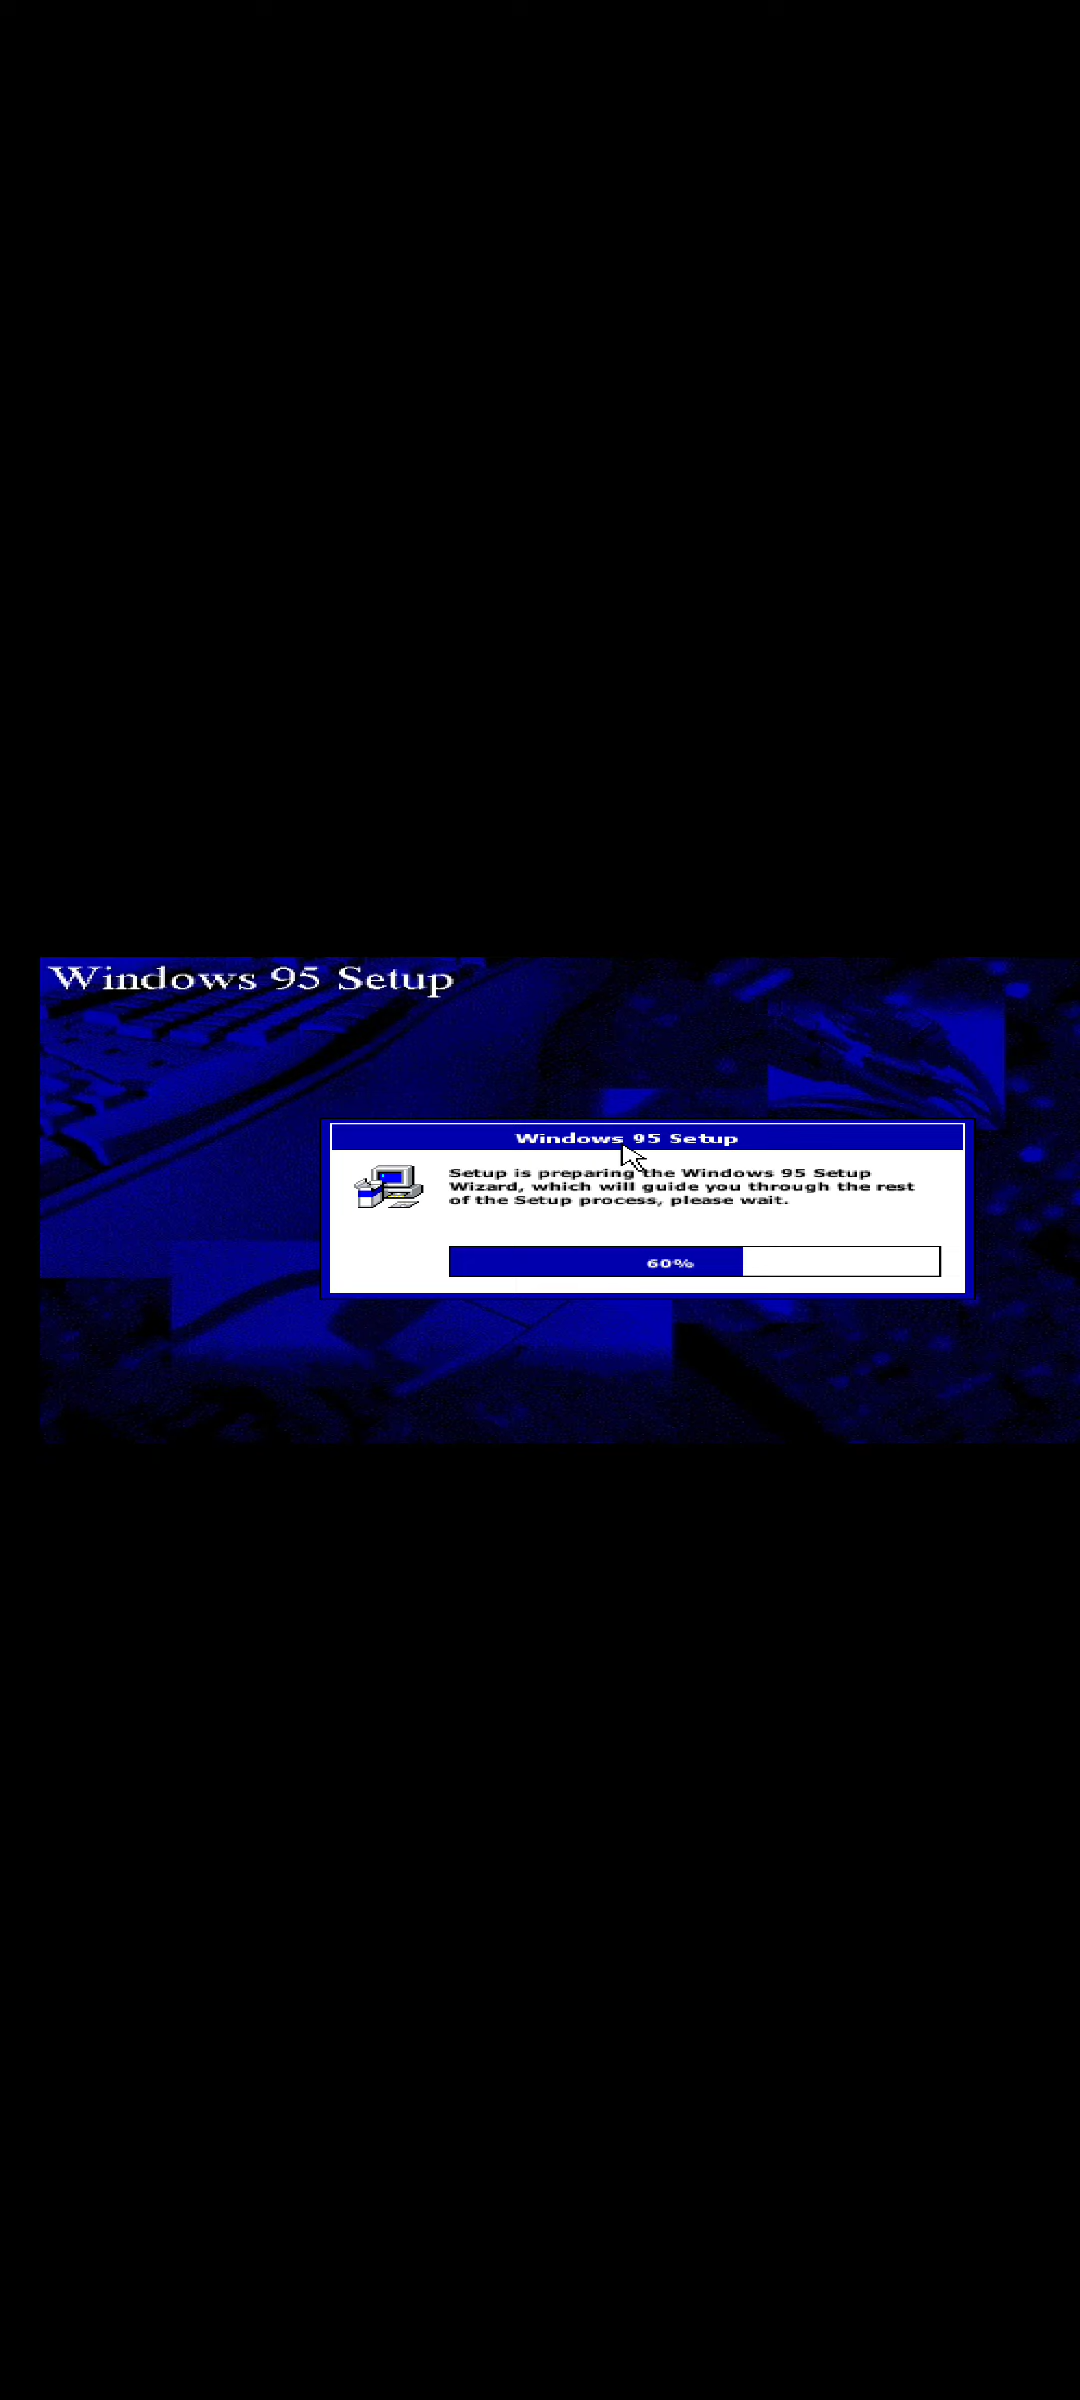 Windows 95 Setup
Windows 95 Setup
Setup is preparing the Windows 95 Setup
Wizard, which will guide you through the rest
of the Setup process, please wait.
60%